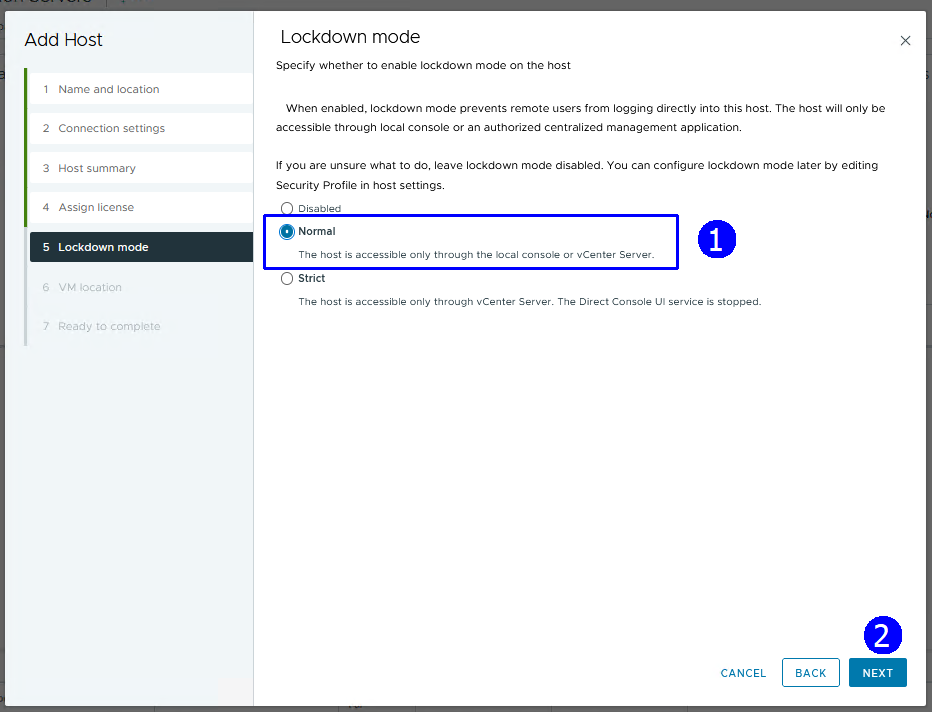 Add Host
1 Name and location
2 Connection settings
3 Host summary
4 Assign license
5 Lockdown mode
6 VM location
7 Ready to complete
Lockdown mode
Specify whether to enable lockdown mode on the host
When enabled, lockdown mode prevents remote users from logging directly into this host. The host will only be
accessible through local console or an authorized centralized management application.
If you are unsure what to do, leave lockdown mode disabled. You can configure lockdown mode later by editing
Security Profile in host settings.
Disabled
Normal
The host is accessible only through the local console or vCenter Server.
1
Strict
The host is accessible only through vCenter Server. The Direct Console UI service is stopped.
2
CANCEL
BACK
NEXT